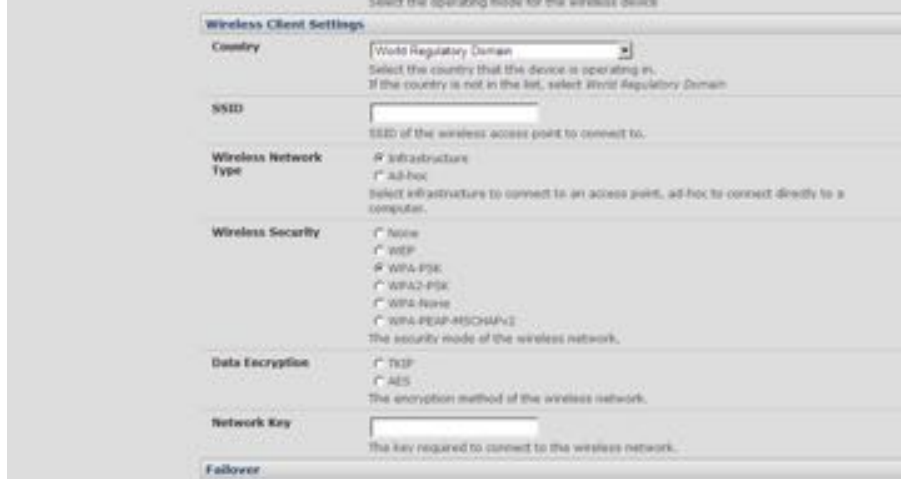 Select the operating mode for the wireless device
Wireless Client Settings
Country
World Regulatory Domain
Select the country that the device is operating in.
If the country is not in the list, select World Regulatory Domain
SSID
SSID of the wireless access point to connect to.
Wireless Network
Type
Infrastructure
Ad-hoc
Select infrastructure to connect to an access point, ad-hoc to connect directly to a
computer.
Wireless Security
None
WEP
WPA-PSK
WPA2-PSK
WPA-None
WPA-PEAP-MSCHAPv2
The security mode of the wireless network.
Data Encryption
TKIP
AES
The encryption method of the wireless network.
Network Key
The key required to connect to the wireless network.
Failover